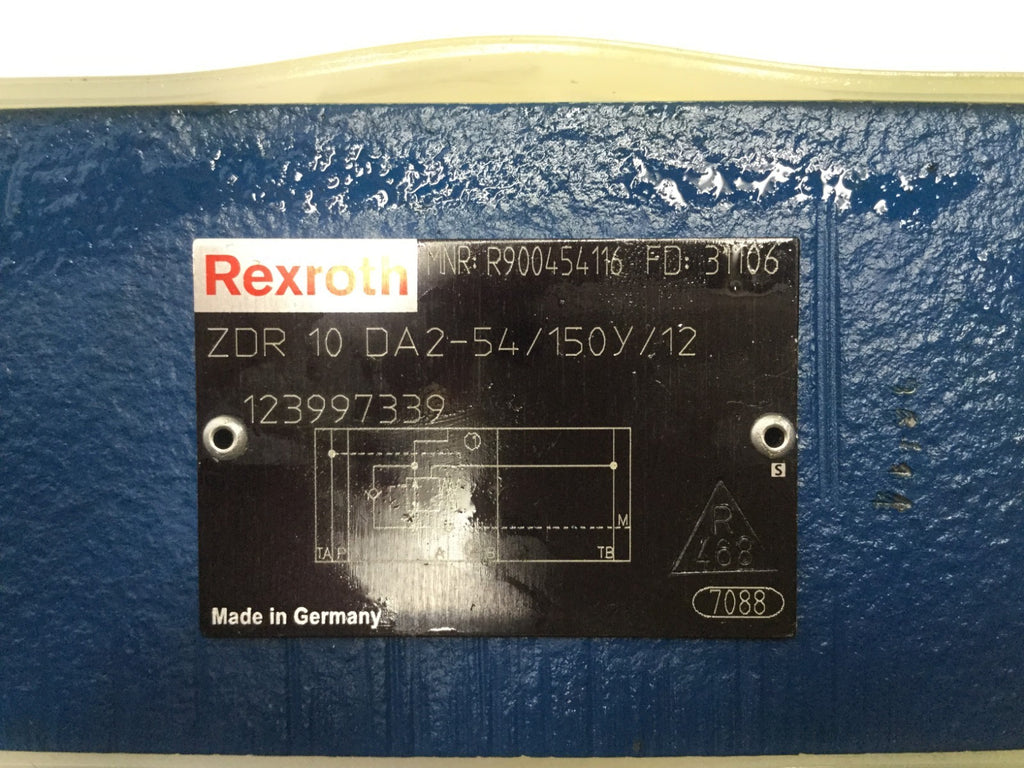 Rexroth
MNR: R900454116 FD: 31106
ZDR 10 DA2-54/150Y/12
123997339
M
TA P A B TB
S
R
468
7088
Made in Germany